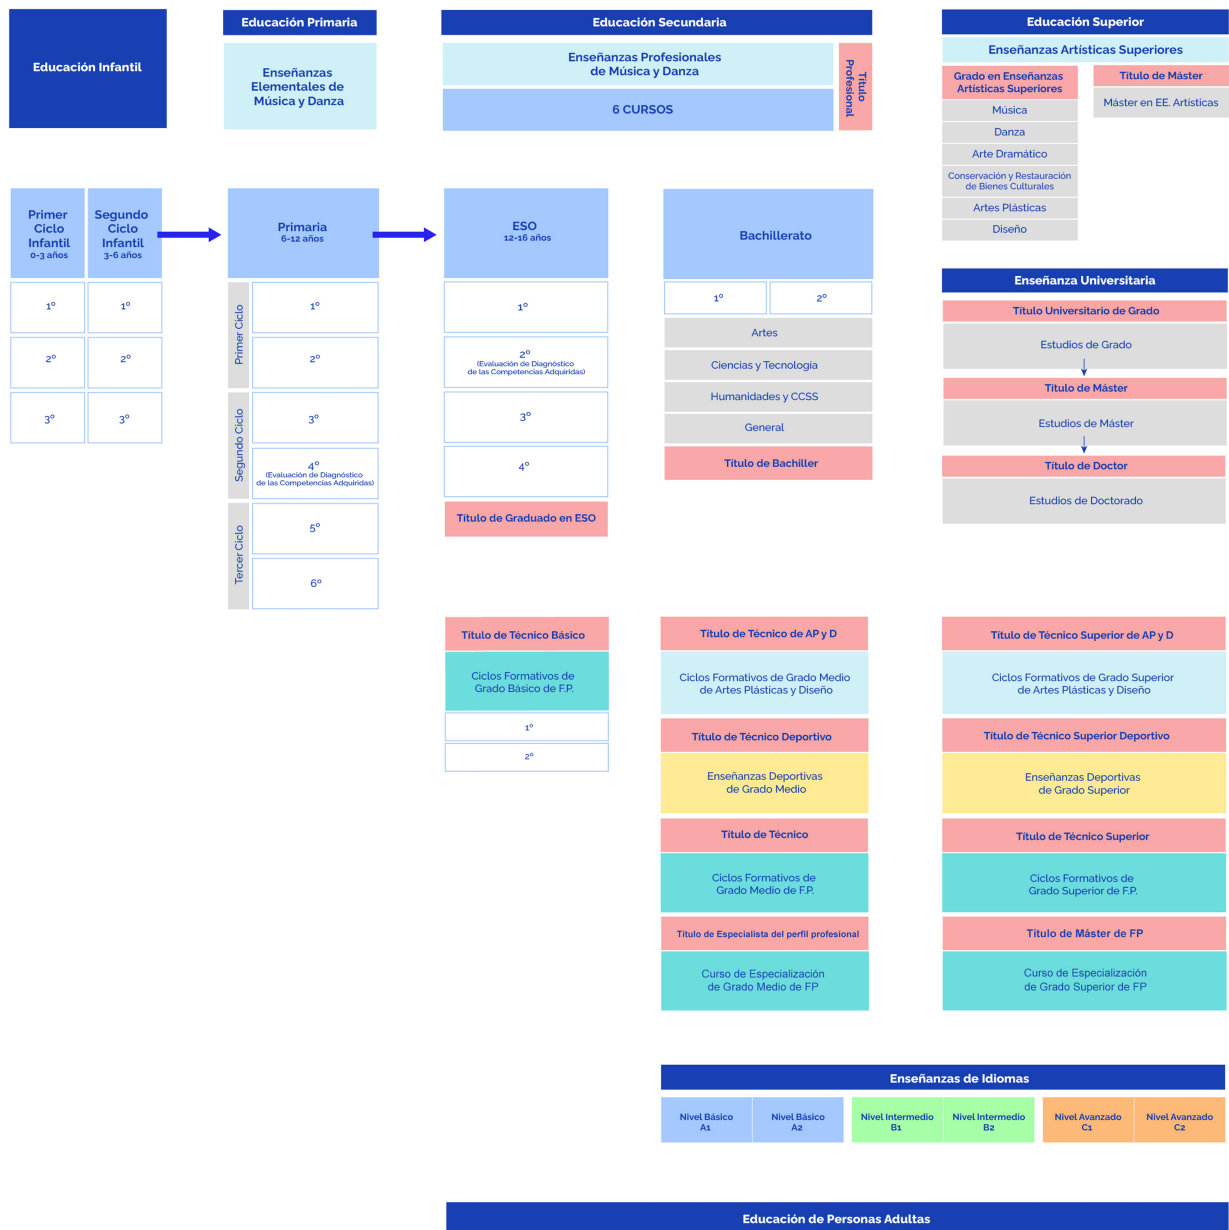 Educación Infantil
Educación Primaria
Enseñanzas
Elementales de
Música y Danza
Educación Secundaria
Enseñanzas Profesionales
de Música y Danza
6 CURSOS
Título
Profesional
Educación Superior
Enseñanzas Artísticas Superiores
Grado en Enseñanzas
Artísticas Superiores
Música
Danza
Arte Dramático
Conservación y Restauración
de Bienes Culturales
Artes Plásticas
Diseño
Título de Máster
Máster en EE. Artísticas
Primer
Ciclo
Infantil
0-3 años
1º
2º
3º
Segundo
Ciclo
Infantil
3-6 años
1º
2º
3º
Primaria
6-12 años
Primer Ciclo
1º
2º
Segundo Ciclo
3º
4º
(Evaluación de Diagnóstico
de las Competencias Adquiridas)
Tercer Ciclo
5º
6º
ESO
12-16 años
1º
2º
(Evaluación de Diagnóstico
de las Competencias Adquiridas)
3º
4º
Título de Graduado en ESO
Bachillerato
1º
2º
Artes
Ciencias y Tecnología
Humanidades y CCSS
General
Título de Bachiller
Enseñanza Universitaria
Título Universitario de Grado
Estudios de Grado
Título de Máster
Estudios de Máster
Título de Doctor
Estudios de Doctorado
Título de Técnico Básico
Ciclos Formativos de
Grado Básico de F.P.
1º
2º
Título de Técnico de AP y D
Ciclos Formativos de Grado Medio
de Artes Plásticas y Diseño
Título de Técnico Deportivo
Enseñanzas Deportivas
de Grado Medio
Título de Técnico
Ciclos Formativos de
Grado Medio de F.P.
Título de Especialista del perfil profesional
Curso de Especialización
de Grado Medio de FP
Título de Técnico Superior de AP y D
Ciclos Formativos de Grado Superior
de Artes Plásticas y Diseño
Título de Técnico Superior Deportivo
Enseñanzas Deportivas
de Grado Superior
Título de Técnico Superior
Ciclos Formativos de
Grado Superior de F.P.
Título de Máster de FP
Curso de Especialización
de Grado Superior de FP
Enseñanzas de Idiomas
Nivel Básico
A1
Nivel Básico
A2
Nivel Intermedio
B1
Nivel Intermedio
B2
Nivel Avanzado
C1
Nivel Avanzado
C2
Educación de Personas Adultas